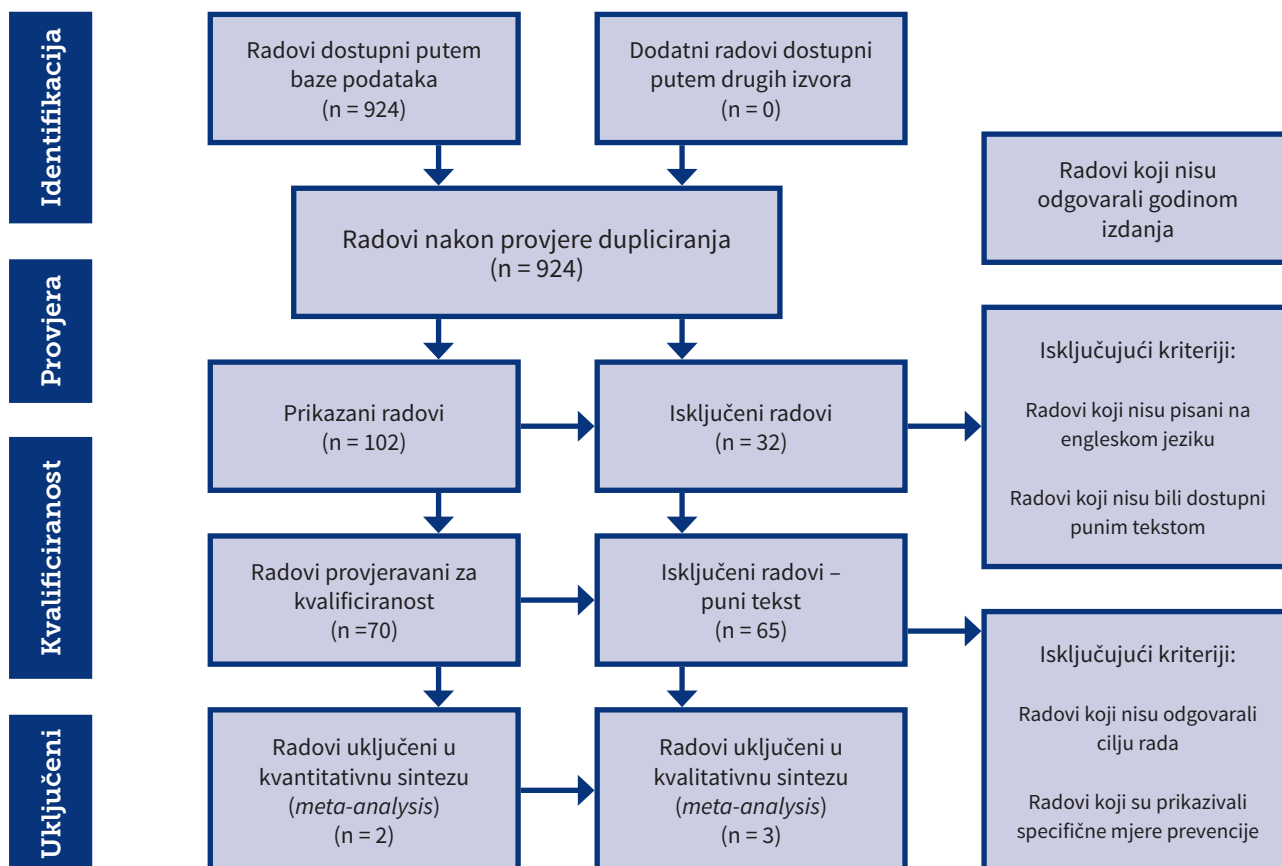 Identifikacija
Radovi dostupni putem
baze podataka
(n = 924)
Dodatni radovi dostupni
putem drugih izvora
(n = 0)
Radovi koji nisu
odgovarali godinom
izdanja
Radovi nakon provjere dupliciranja
(n = 924)
Provjera
Prikazani radovi
(n = 102)
Isključeni radovi
(n = 32)
Isključujući kriteriji:
Radovi koji nisu pisani na
engleskom jeziku
Radovi koji nisu bili dostupni
punim tekstom
Kvalificiranost
Radovi provjeravani za
kvalificiranost
(n =70)
Isključeni radovi –
puni tekst
(n = 65)
Isključujući kriteriji:
Radovi koji nisu odgovarali
cilju rada
Radovi koji su prikazivali
specifične mjere prevencije
Uključeni
Radovi uključeni u
kvantitativnu sintezu
(meta-analysis)
(n = 2)
Radovi uključeni u
kvalitativnu sintezu
(meta-analysis)
(n = 3)